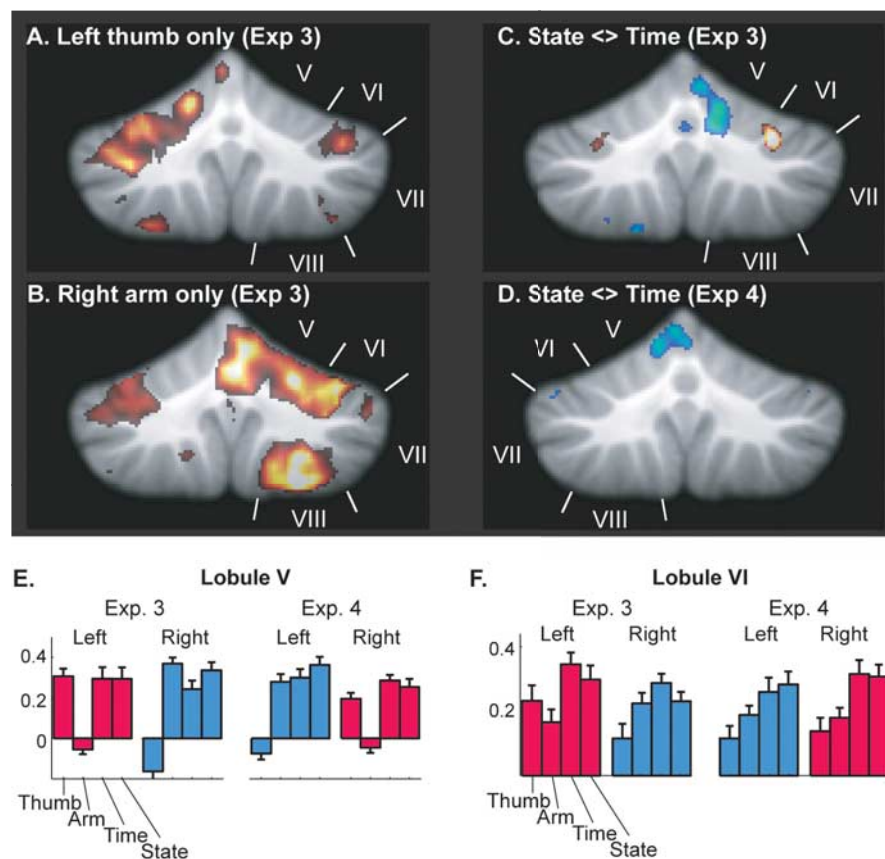 A. Left thumb only (Exp 3)
V
VI
VII
VIII
C. State <> Time (Exp 3)
V
VI
VII
VIII
B. Right arm only (Exp 3)
V
VI
VII
VIII
D. State <> Time (Exp 4)
VI
V
VII
VIII
E.
Lobule V
Exp. 3
Exp. 4
Left
Right
Left
Right
0.4
0.2
0
Thumb
Arm
Time
State
F.
Lobule VI
Exp. 3
Exp. 4
Left
Right
Left
Right
0.4
0.2
Thumb
Arm
Time
State